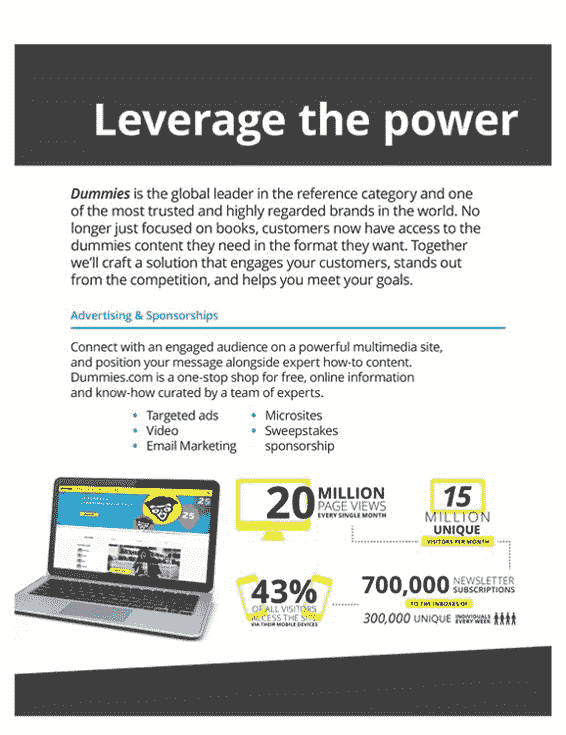 Leverage the power
Dummies is the global leader in the reference category and one
of the most trusted and highly regarded brands in the world. No
longer just focused on books, customers now have access to the
dummies content they need in the format they want. Together
we'll craft a solution that engages your customers, stands out
from the competition, and helps you meet your goals.
Advertising & Sponsorships
Connect with an engaged audience on a powerful multimedia site,
and position your message alongside expert how-to content.
Dummies.com is a one-stop shop for free, online information
and know-how curated by a team of experts.
• Targeted ads
• Video
• Email Marketing
• Microsites
• Sweepstakes
sponsorship
25
25
20 MILLION
PAGE VIEWS
EVERY SINGLE MONTH
15
MILLION
UNIQUE
VISITORS PER MONTH
43%
OF ALL VISITORS
ACCESS THE SITE
VIA THEIR MOBILE DEVICES
700,000 NEWSLETTER
SUBSCRIPTIONS
TO THE INBOXES OF
300,000 UNIQUE INDIVIDUALS
EVERY WEEK